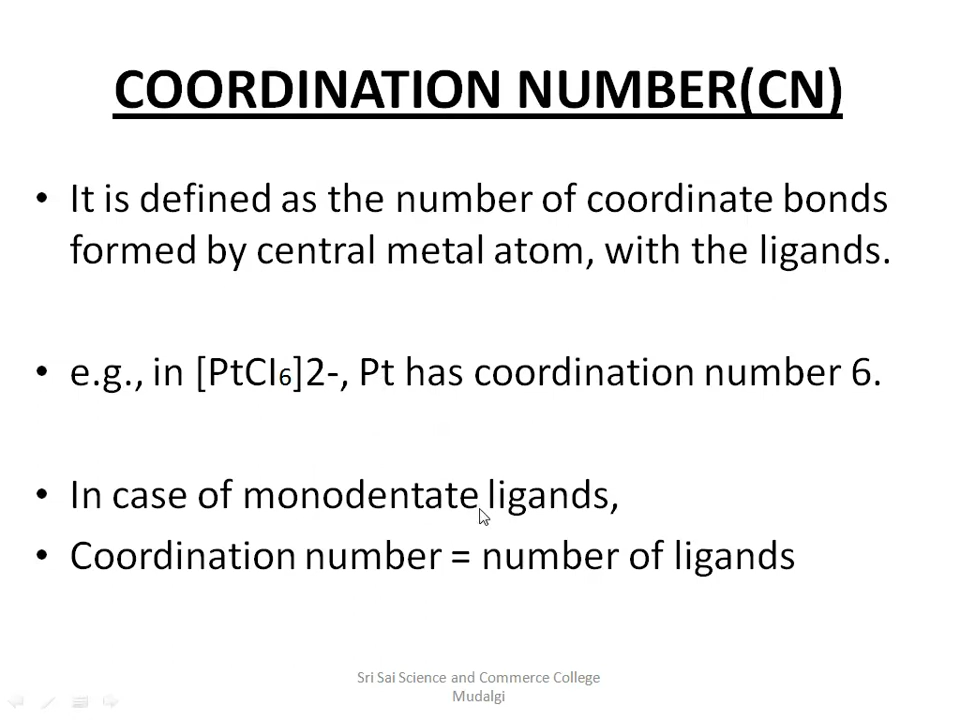 COORDINATION NUMBER(CN)
• It is defined as the number of coordinate bonds
formed by central metal atom, with the ligands.
• e.g., in [PtCI₆]2-, Pt has coordination number 6.
• In case of monodentate ligands,
• Coordination number = number of ligands
Sri Sai Science and Commerce College
Mudalgi